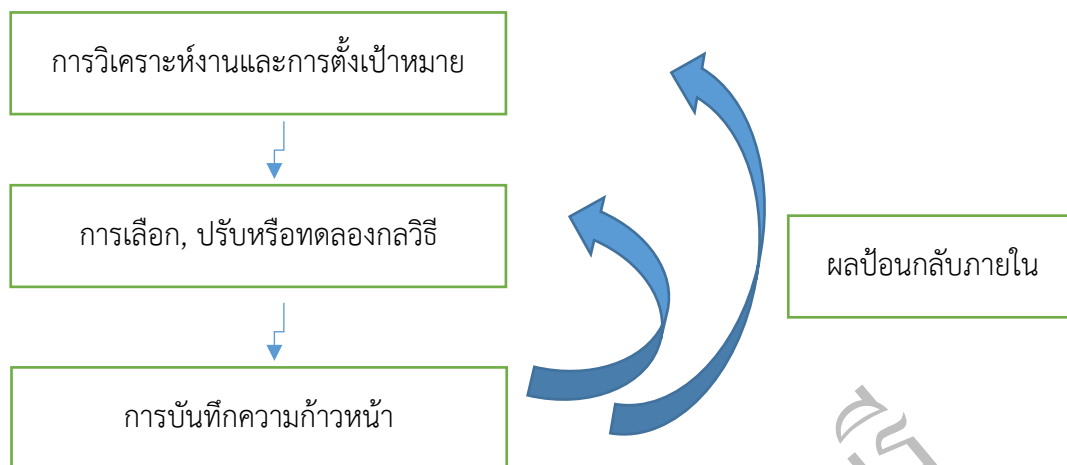 การวิเคราะห์งานและการตั้งเป้าหมาย
การเลือก, ปรับหรือทดลองกลวิธี
ผลป้อนกลับภายใน
การบันทึกความก้าวหน้า